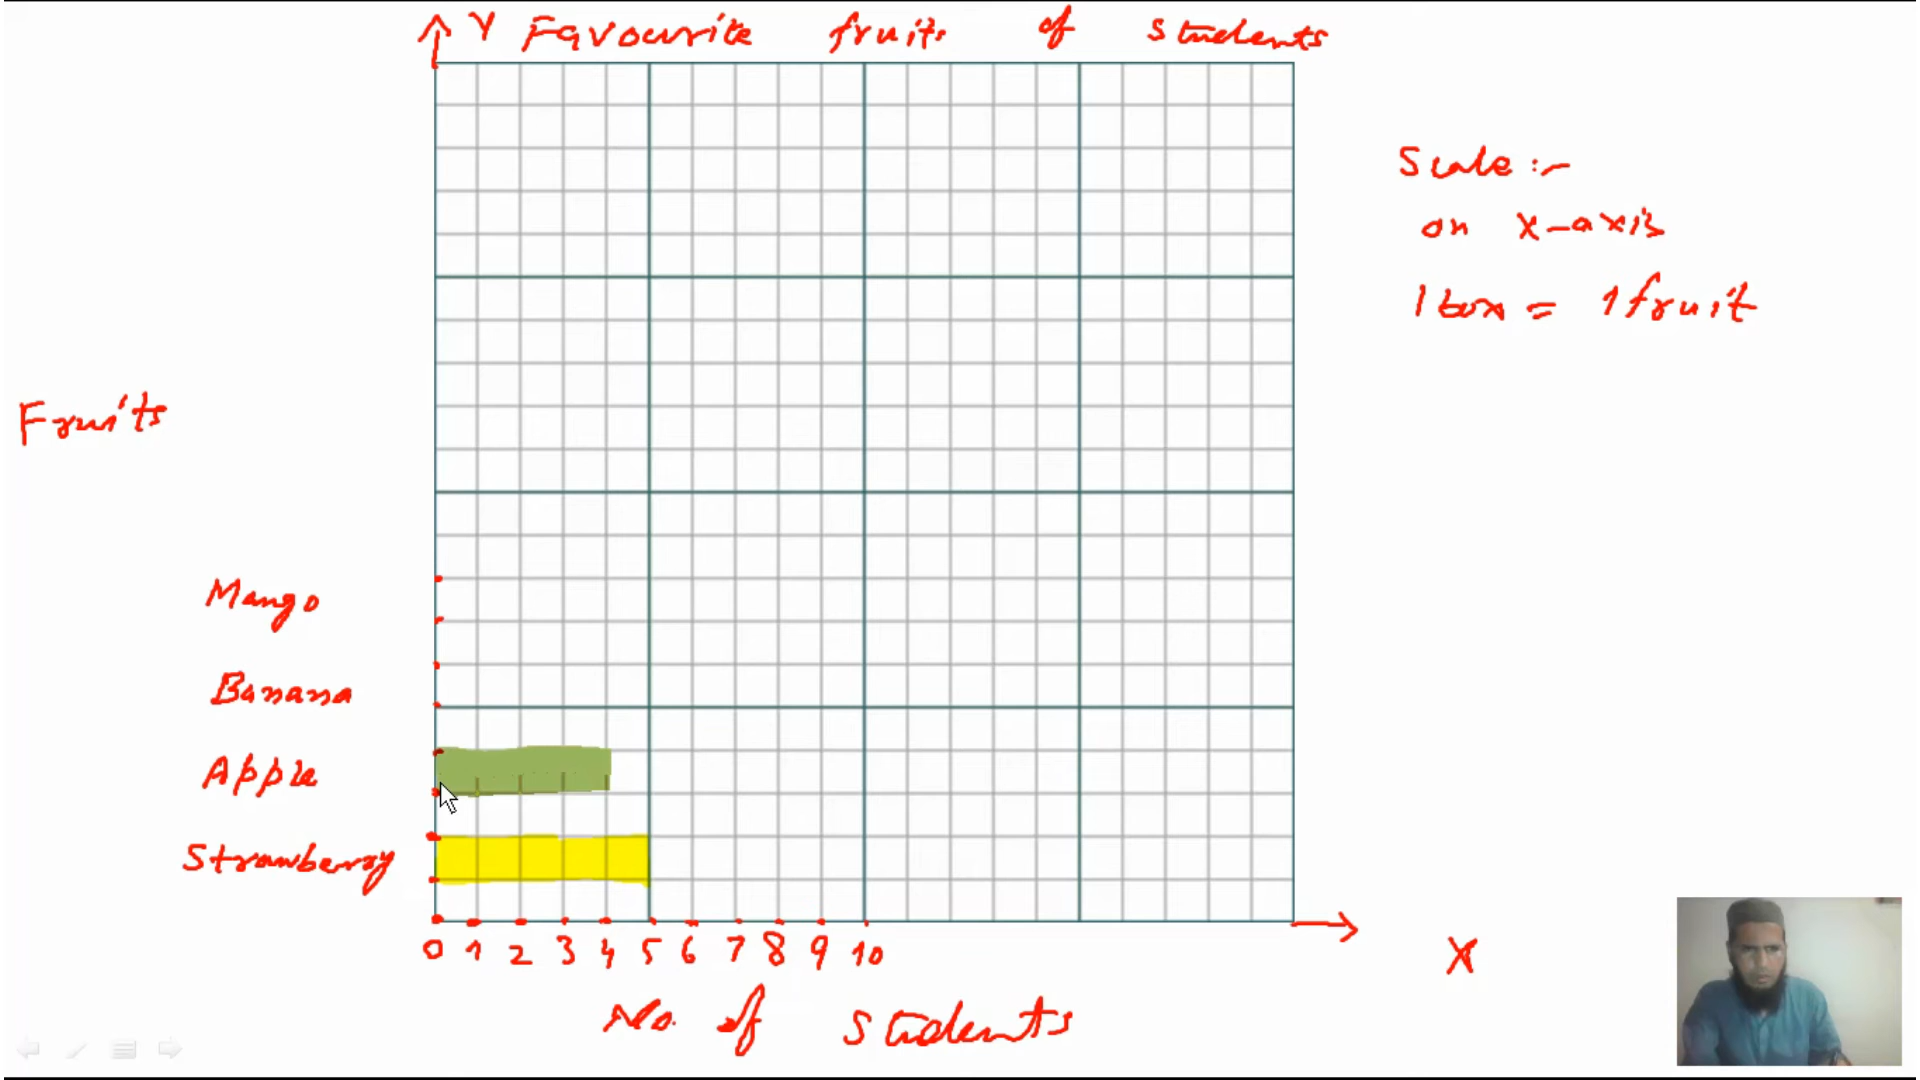 Y Favourite fruits of students
Scale :-
on x-axis
1 box = 1 fruit
Fruits
Mango
Banana
Apple
Strawberry
0 1 2 3 4 5 6 7 8 9 10
X
No. of students